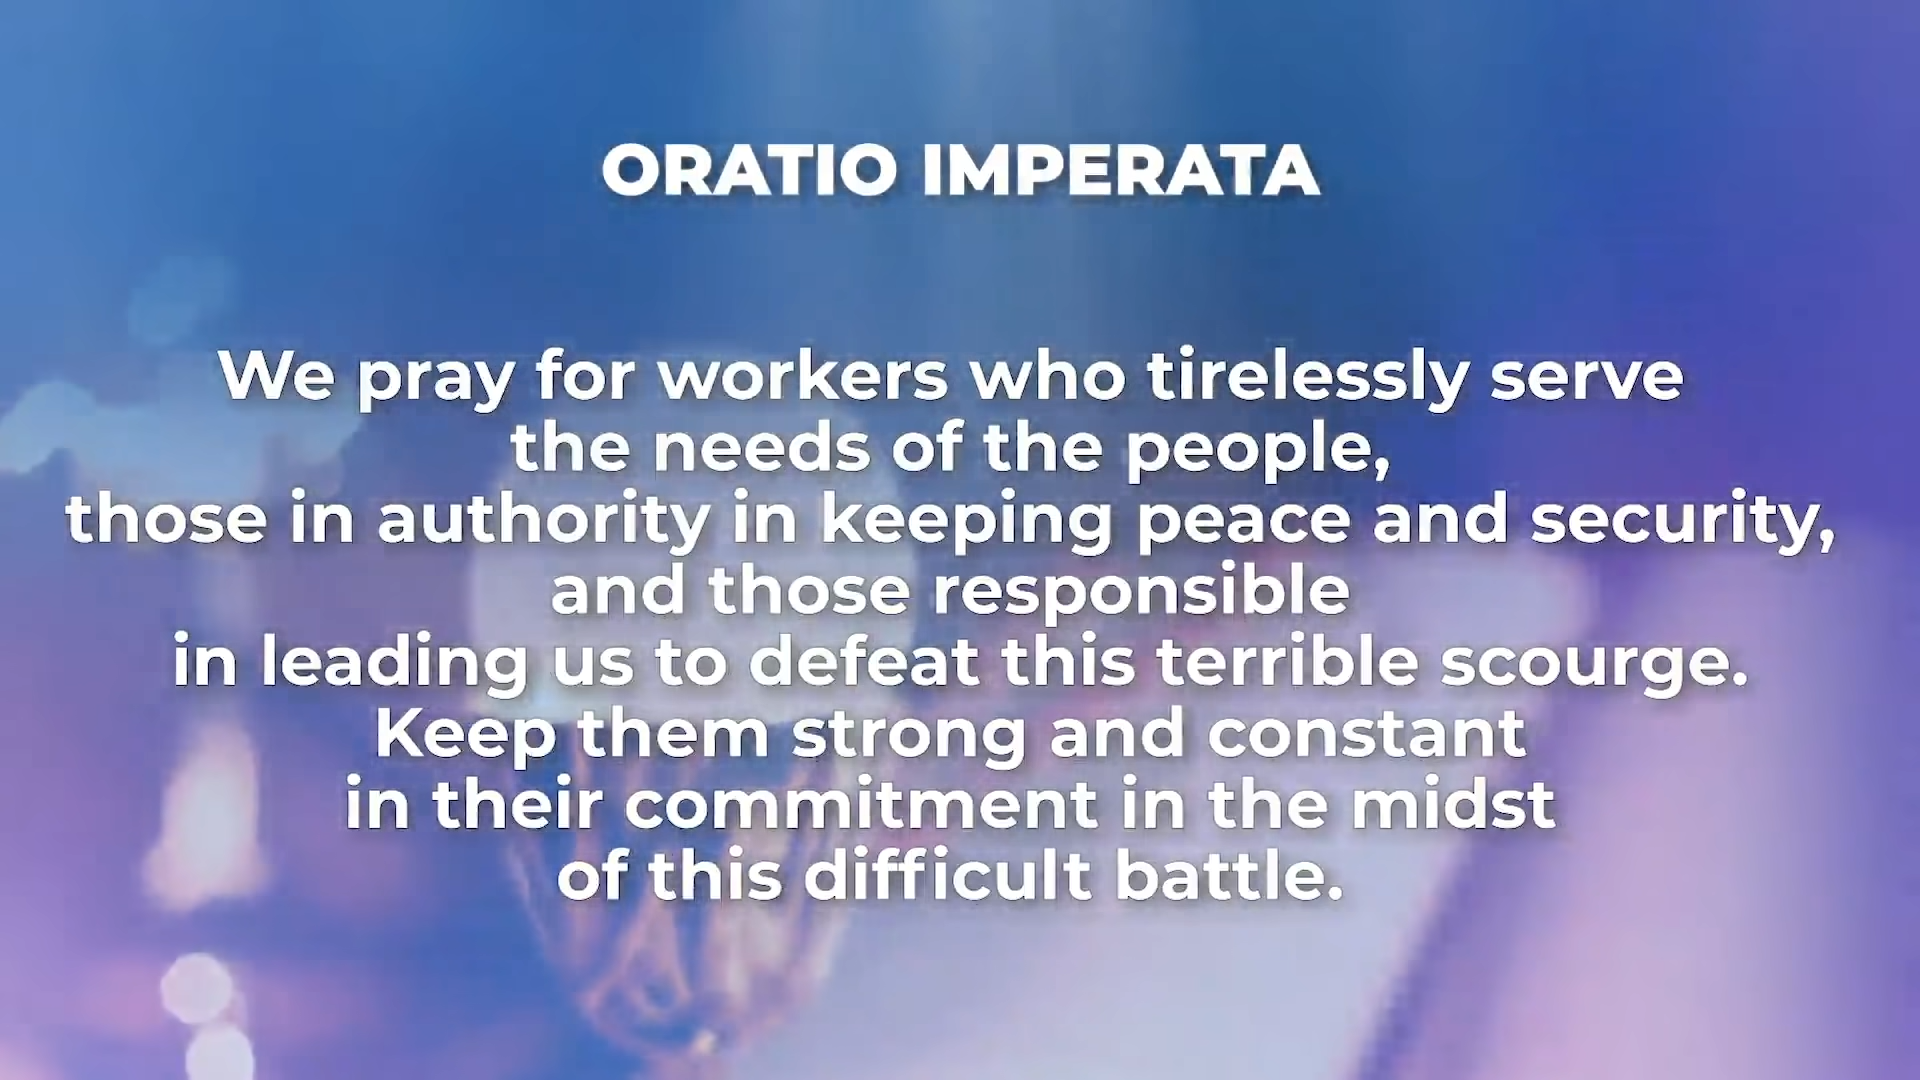 ORATIO IMPERATA
We pray for workers who tirelessly serve
the needs of the people,
those in authority in keeping peace and security,
and those responsible
in leading us to defeat this terrible scourge.
Keep them strong and constant
in their commitment in the midst
of this difficult battle.